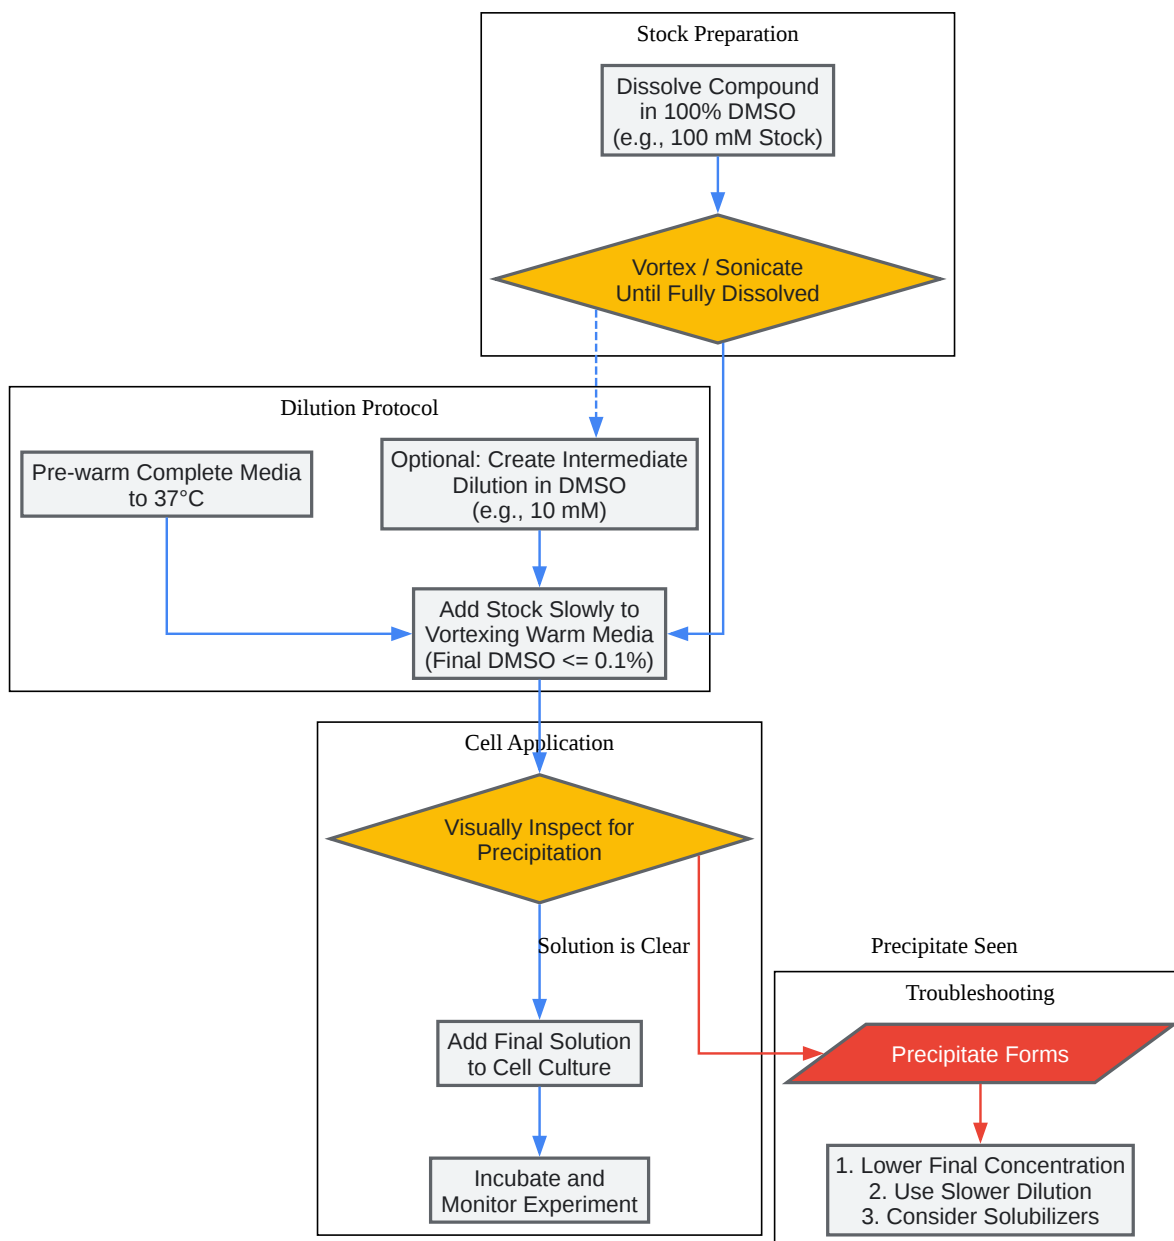 Stock Preparation
Dissolve Compound
in 100% DMSO
(e.g., 100 mM Stock)
Vortex / Sonicate
Until Fully Dissolved
Dilution Protocol
Pre-warm Complete Media
to 37°C
Optional: Create Intermediate
Dilution in DMSO
(e.g., 10 mM)
Add Stock Slowly to
Vortexing Warm Media
(Final DMSO <= 0.1%)
Cell Application
Visually Inspect for
Precipitation
Solution is Clear
Precipitate Seen
Troubleshooting
Add Final Solution
to Cell Culture
Precipitate Forms
Incubate and
Monitor Experiment
1. Lower Final Concentration
2. Use Slower Dilution
3. Consider Solubilizers